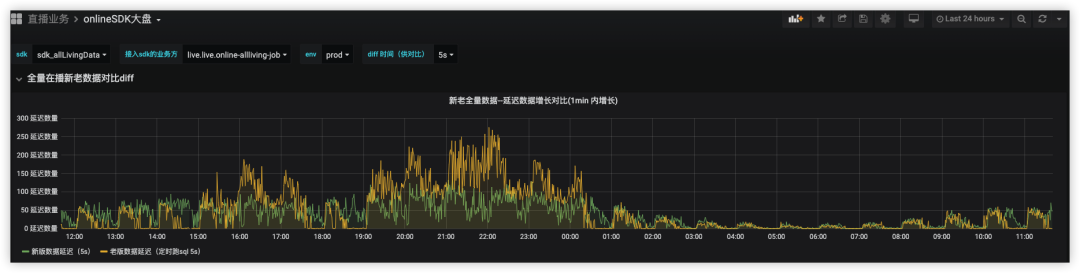 直播业务 > onlineSDK大盘
Last 24 hours
sdk sdk_allLivingData 接入sdk的业务方 live.live.online-allliving-job env prod diff 时间（供对比） 5s
全量在播新老数据对比diff
新老全量数据--延迟数据增长对比(1min 内增长)
300 延迟数量
250 延迟数量
200 延迟数量
150 延迟数量
100 延迟数量
50 延迟数量
0 延迟数量
12:00 13:00 14:00 15:00 16:00 17:00 18:00 19:00 20:00 21:00 22:00 23:00 00:00 01:00 02:00 03:00 04:00 05:00 06:00 07:00 08:00 09:00 10:00 11:00
新版数据延迟（5s） 老版数据延迟（定时跑sql 5s）